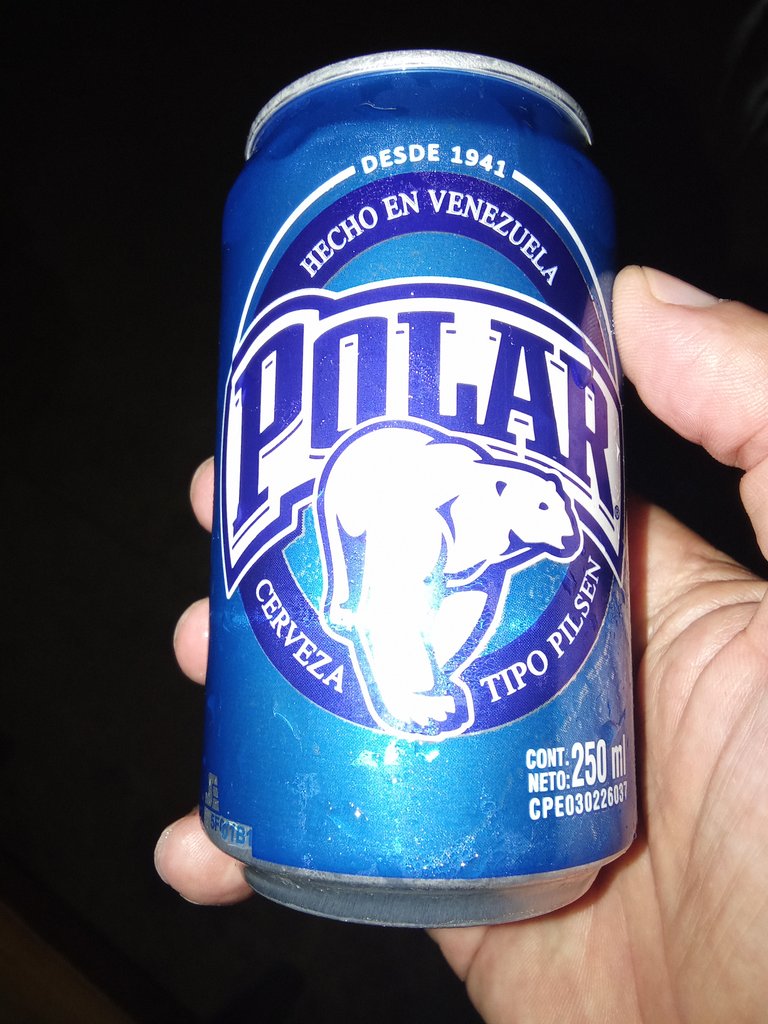 DESDE 1941
HECHO EN VENEZUELA
POLAR
®
CERVEZA
TIPO PILSEN
CONT.
NETO: 250 ml
CPE030226037